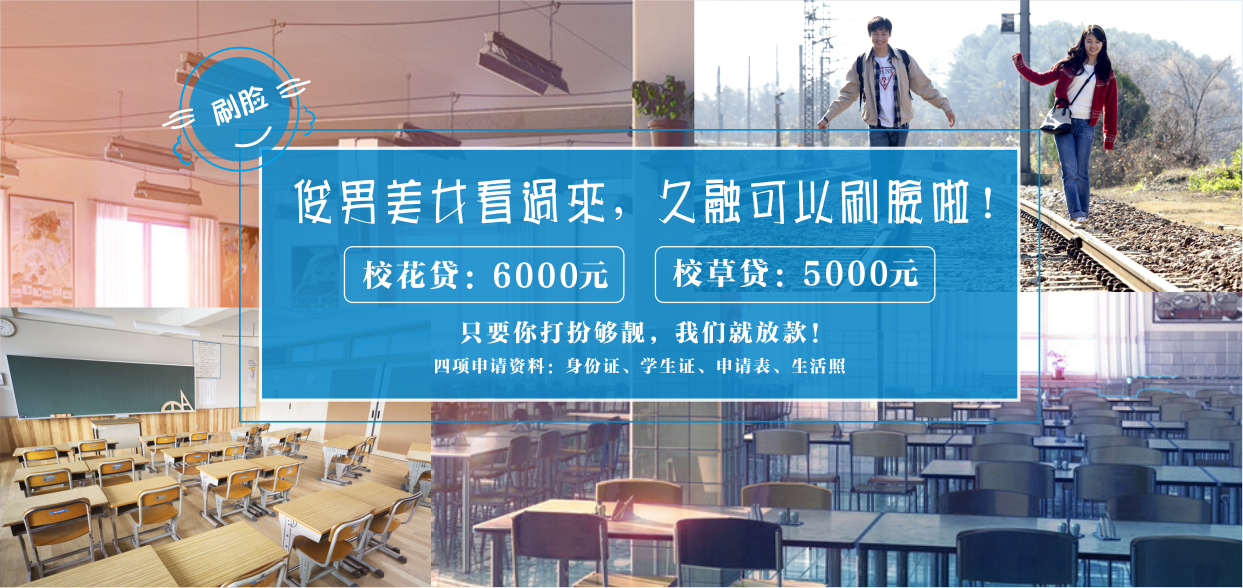 刷脸
俊男美女看過來，久融可以刷臉啦！
校花贷：6000元
校草贷：5000元
只要你打扮够靓，我们就放款！
四项申请资料：身份证、学生证、申请表、生活照